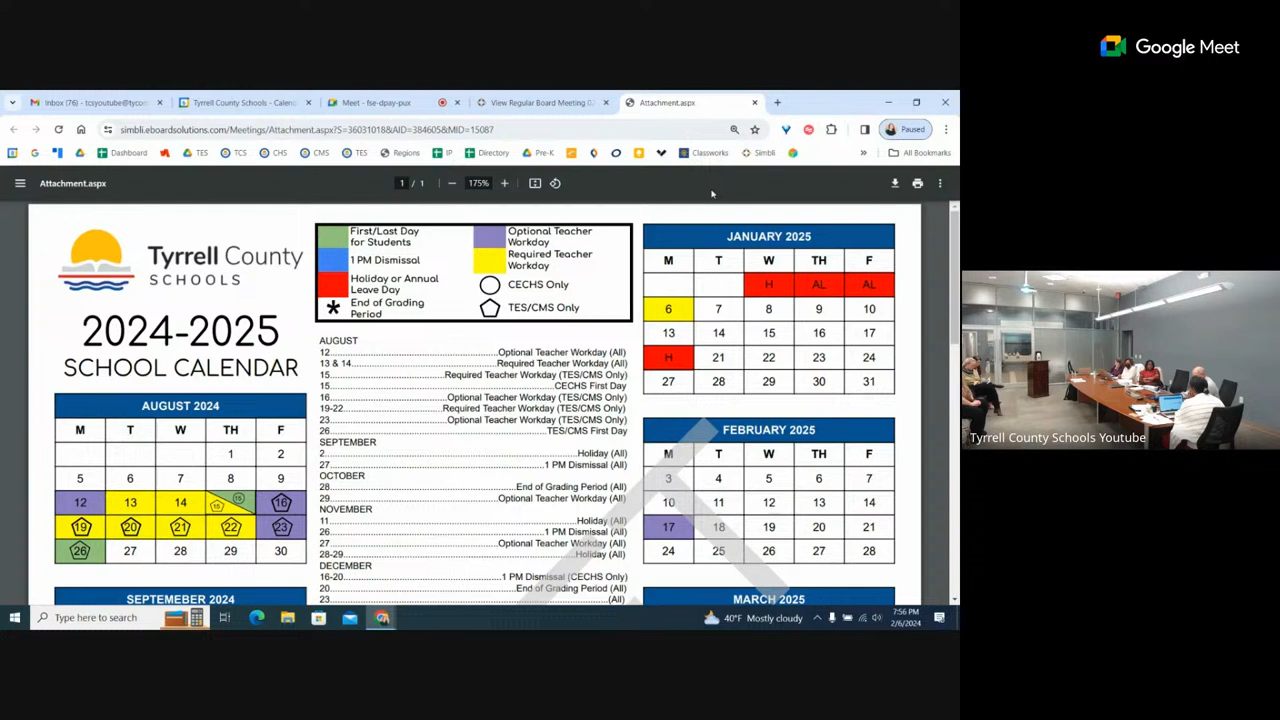 Google Meet
Inbox (76) - tcsyoutube@tycom
Tyrrell County Schools - Calend
Meet - fse-dpay-pux
View Regular Board Meeting 02
Attachment.aspx
simbli.eboardsolutions.com/Meetings/Attachment.aspx?S=36031018&AID=384605&MID=15087
Paused
Dashboard
TES
TCS
CHS
CMS
TES
Regions
IP
Directory
Pre-K
Classworks
Simbli
All Bookmarks
Attachment.aspx
1 / 1
175%
Tyrrell County
SCHOOLS
2024-2025
SCHOOL CALENDAR
First/Last Day
for Students
1 PM Dismissal
Holiday or Annual
Leave Day
End of Grading
Period
Optional Teacher
Workday
Required Teacher
Workday
CECHS Only
TES/CMS Only
AUGUST 2024
M T W TH F
1 2
5 6 7 8 9
12 13 14 15 15 16
19 20 21 22 23
26 27 28 29 30
SEPTEMEBER 2024
AUGUST
12 Optional Teacher Workday (All)
13 & 14 Required Teacher Workday (All)
15 Required Teacher Workday (TES/CMS Only)
15 CECHS First Day
16 Optional Teacher Workday (TES/CMS Only)
19-22 Required Teacher Workday (TES/CMS Only)
23 Optional Teacher Workday (TES/CMS Only)
26 TES/CMS First Day
SEPTEMBER
2 Holiday (All)
27 1 PM Dismissal (All)
OCTOBER
28 End of Grading Period (All)
29 Optional Teacher Workday (All)
NOVEMBER
11 Holiday (All)
26 1 PM Dismissal (All)
27 Optional Teacher Workday (All)
28-29 Holiday (All)
DECEMBER
16-20 1 PM Dismissal (CECHS Only)
20 End of Grading Period (All)
23 (All)
JANUARY 2025
M T W TH F
H AL AL
6 7 8 9 10
13 14 15 16 17
H 21 22 23 24
27 28 29 30 31
FEBRUARY 2025
M T W TH F
3 4 5 6 7
10 11 12 13 14
17 18 19 20 21
24 25 26 27 28
MARCH 2025
Tyrrell County Schools Youtube
Type here to search
40°F Mostly cloudy
7:56 PM
2/6/2024